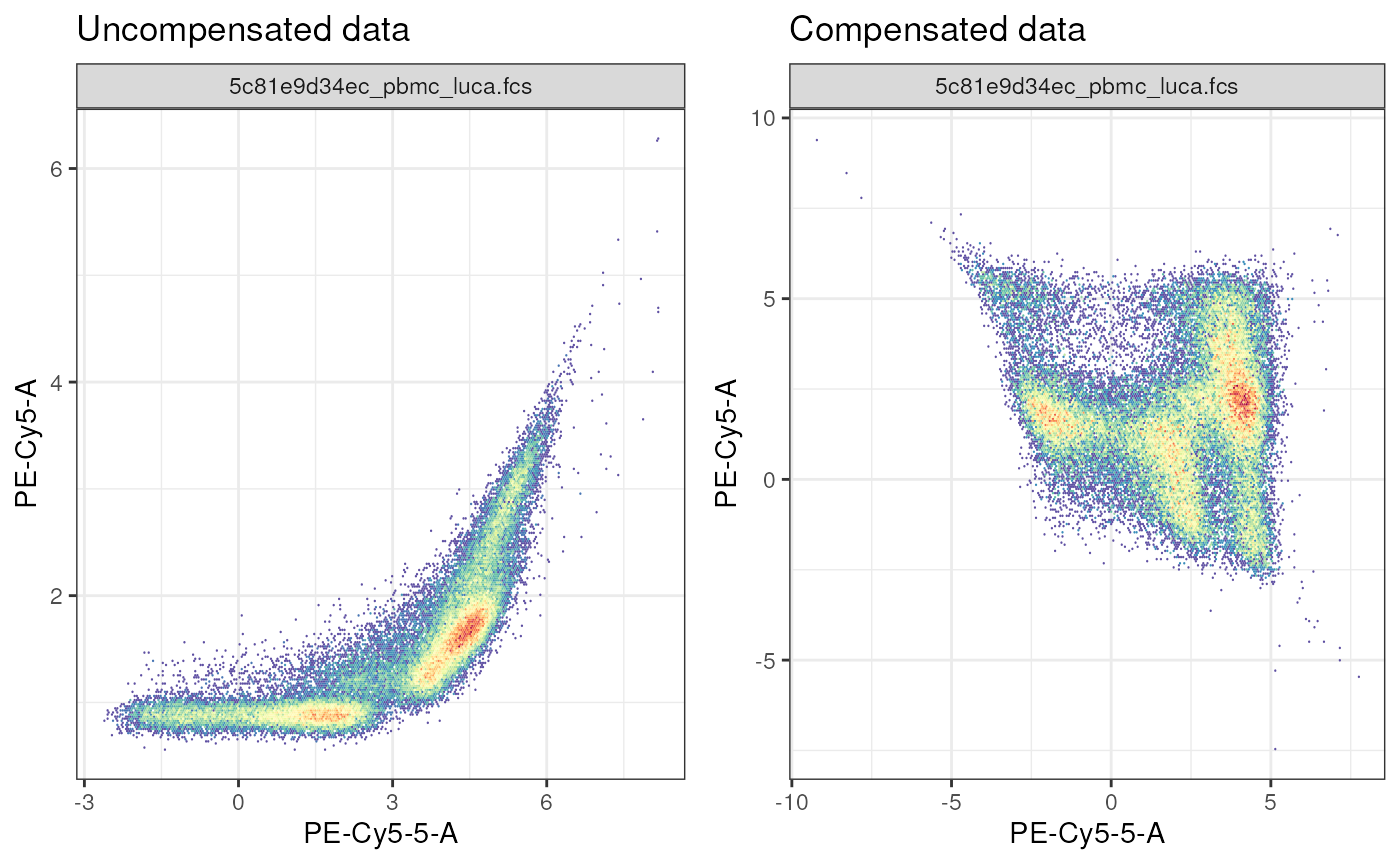 Uncompensated data
5c81e9d34ec_pbmc_luca.fcs
6
4
2
PE-Cy5-A
-3 0 3 6
PE-Cy5-5-A
Compensated data
5c81e9d34ec_pbmc_luca.fcs
10
5
0
-5
PE-Cy5-A
-10 -5 0 5
PE-Cy5-5-A